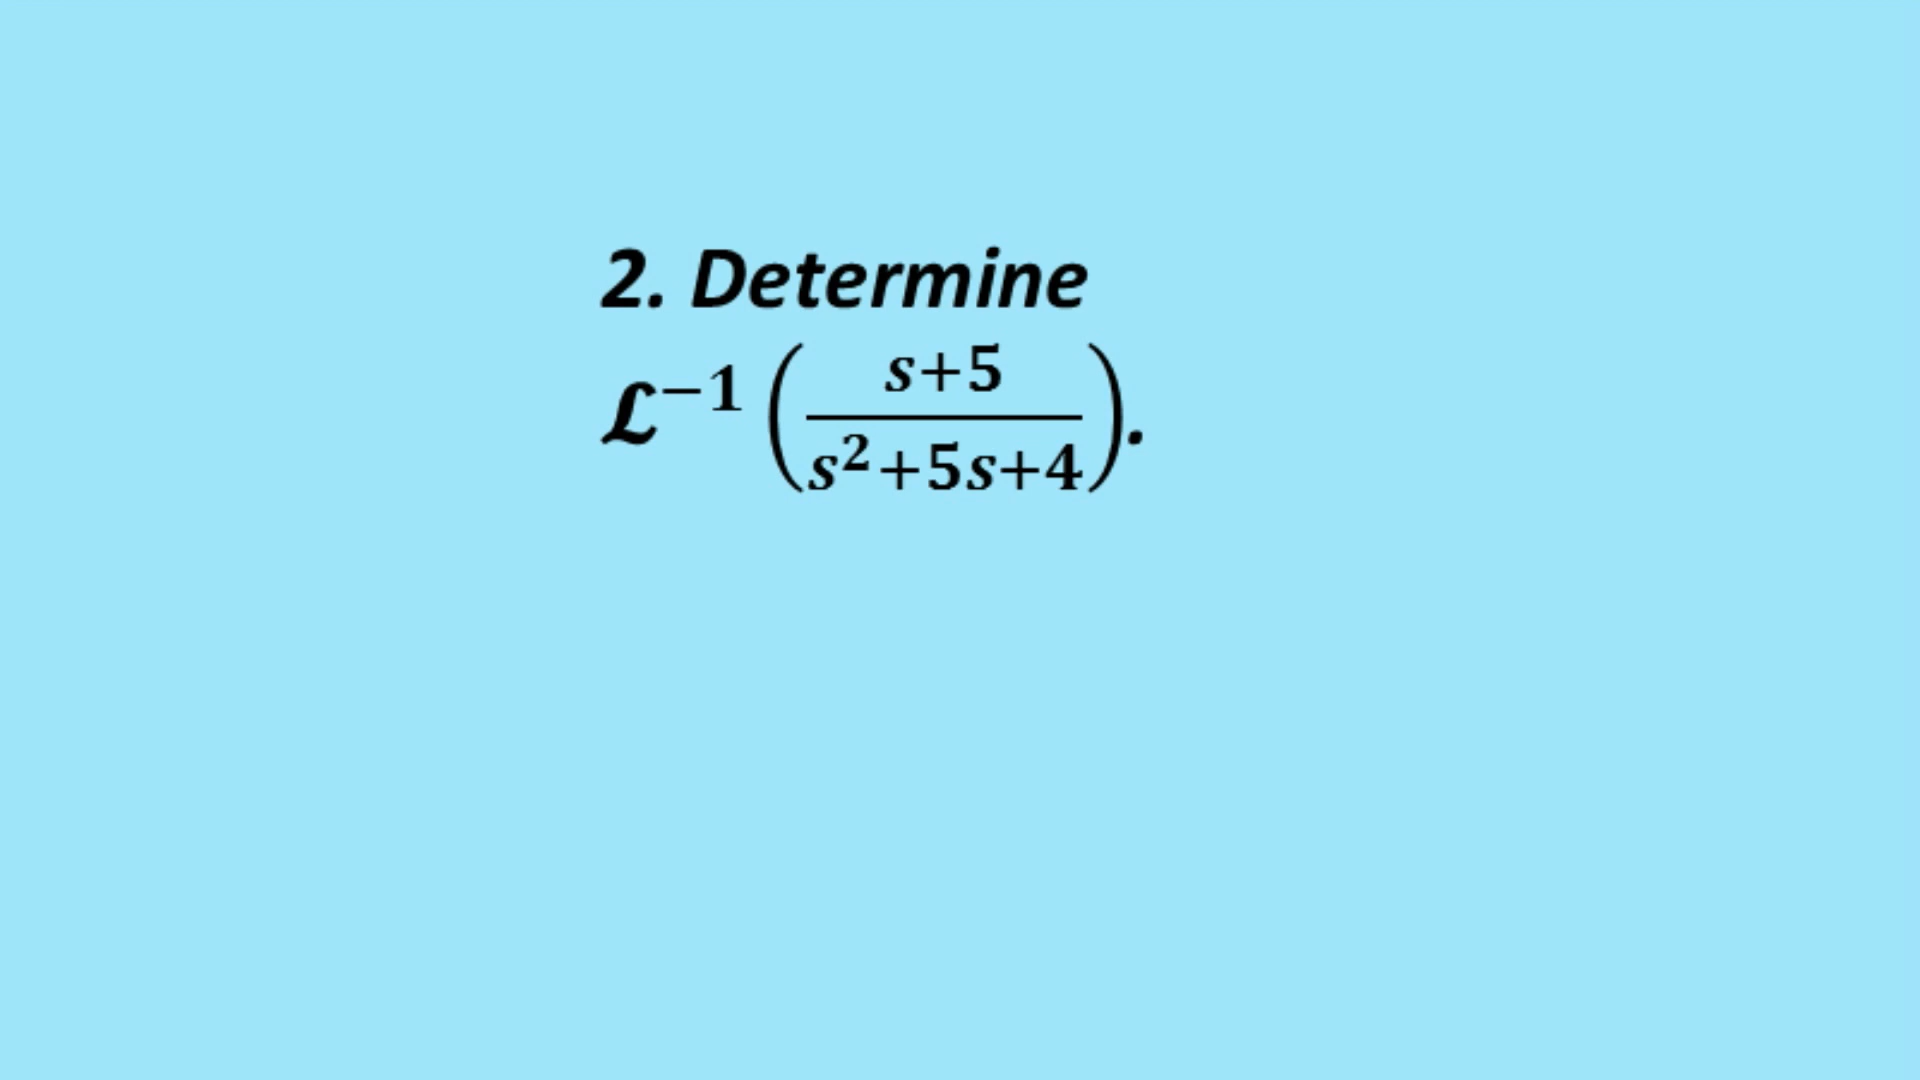 2. Determine
ℒ⁻¹ ( (s+5) / (s²+5s+4) ).